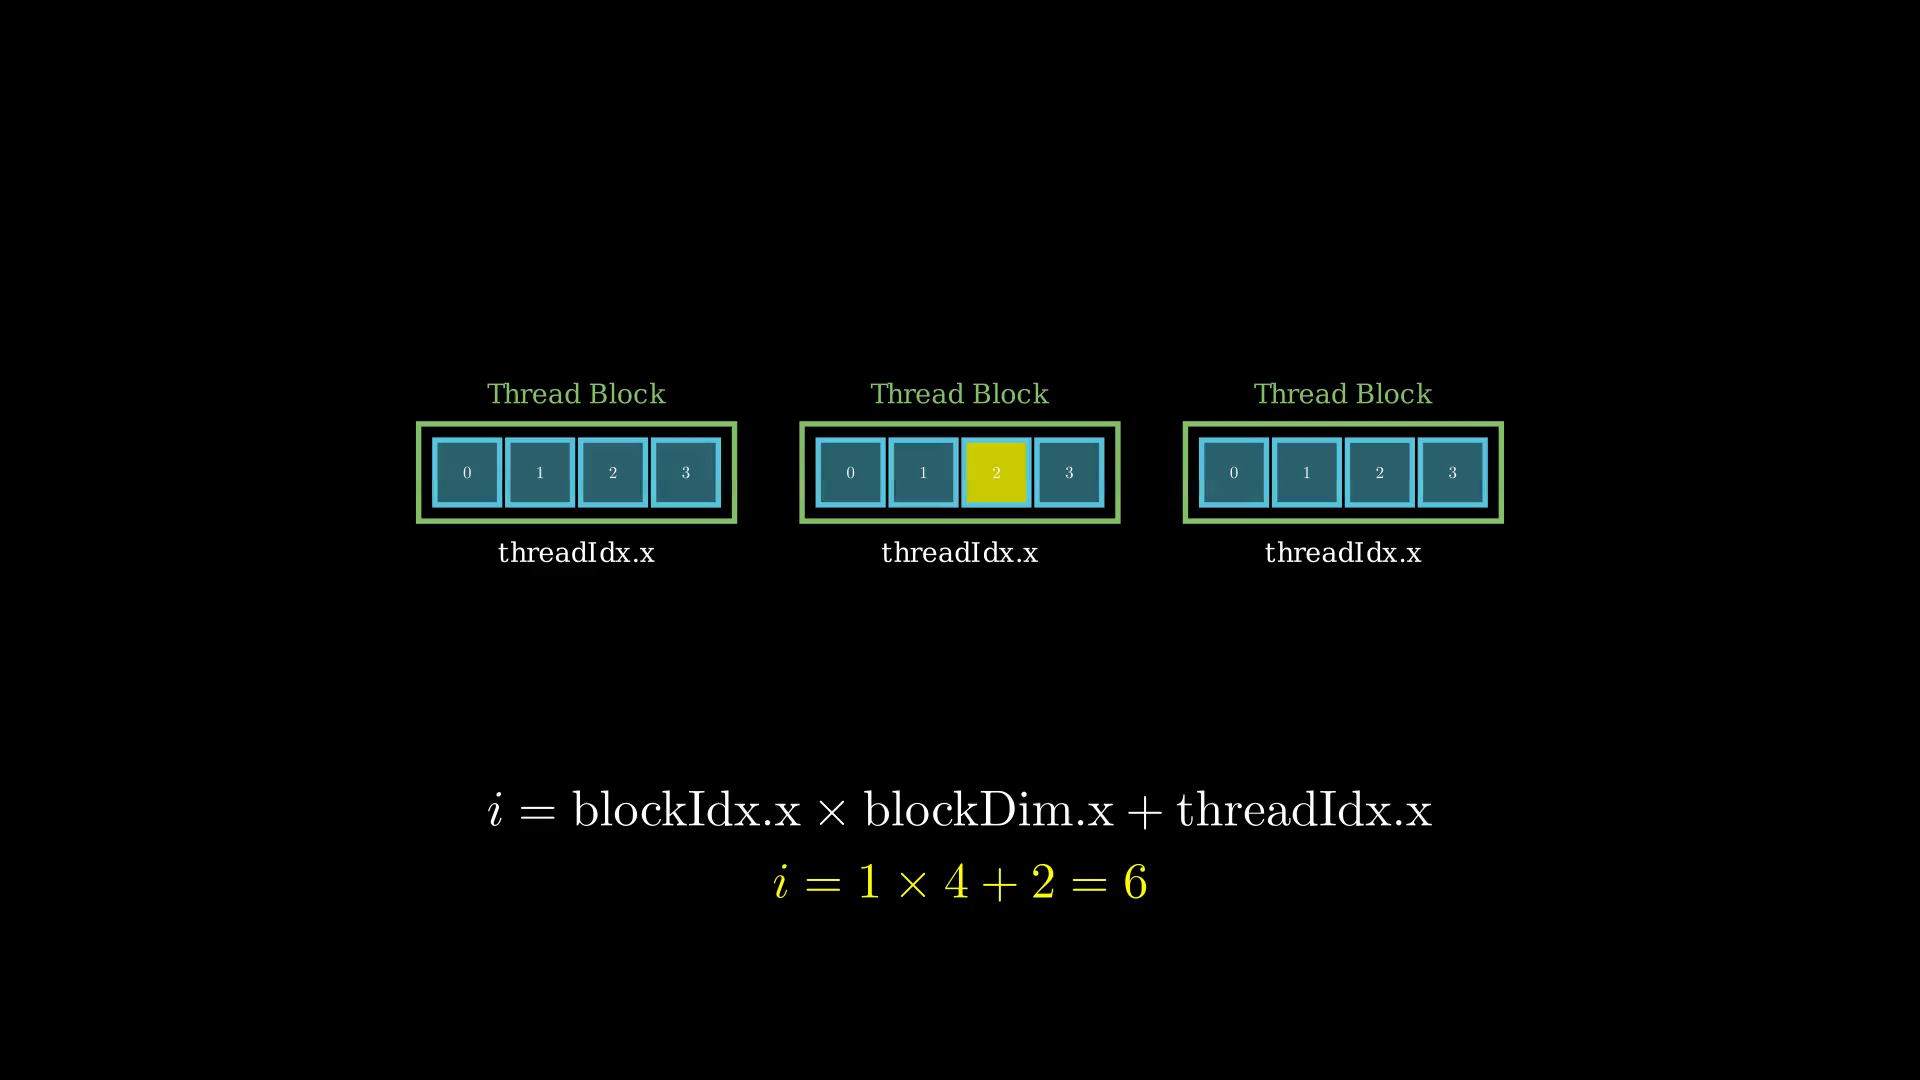 Thread Block Thread Block Thread Block
0 1 2 3 0 1 2 3 0 1 2 3
threadIdx.x threadIdx.x threadIdx.x
i = blockIdx.x × blockDim.x + threadIdx.x
i = 1 × 4 + 2 = 6